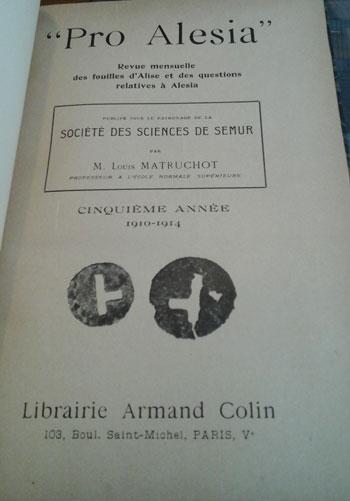 "Pro Alesia"
Revue mensuelle
des fouilles d'Alise et des questions
relatives à Alesia
PUBLIÉE SOUS LE PATRONAGE DE LA
SOCIÉTÉ DES SCIENCES DE SEMUR
PAR
M. Louis MATRUCHOT
PROFESSEUR A L'ÉCOLE NORMALE SUPÉRIEURE
CINQUIÈME ANNÉE
1910-1914
Librairie Armand Colin
103, Boul. Saint-Michel, PARIS, Vᵉ